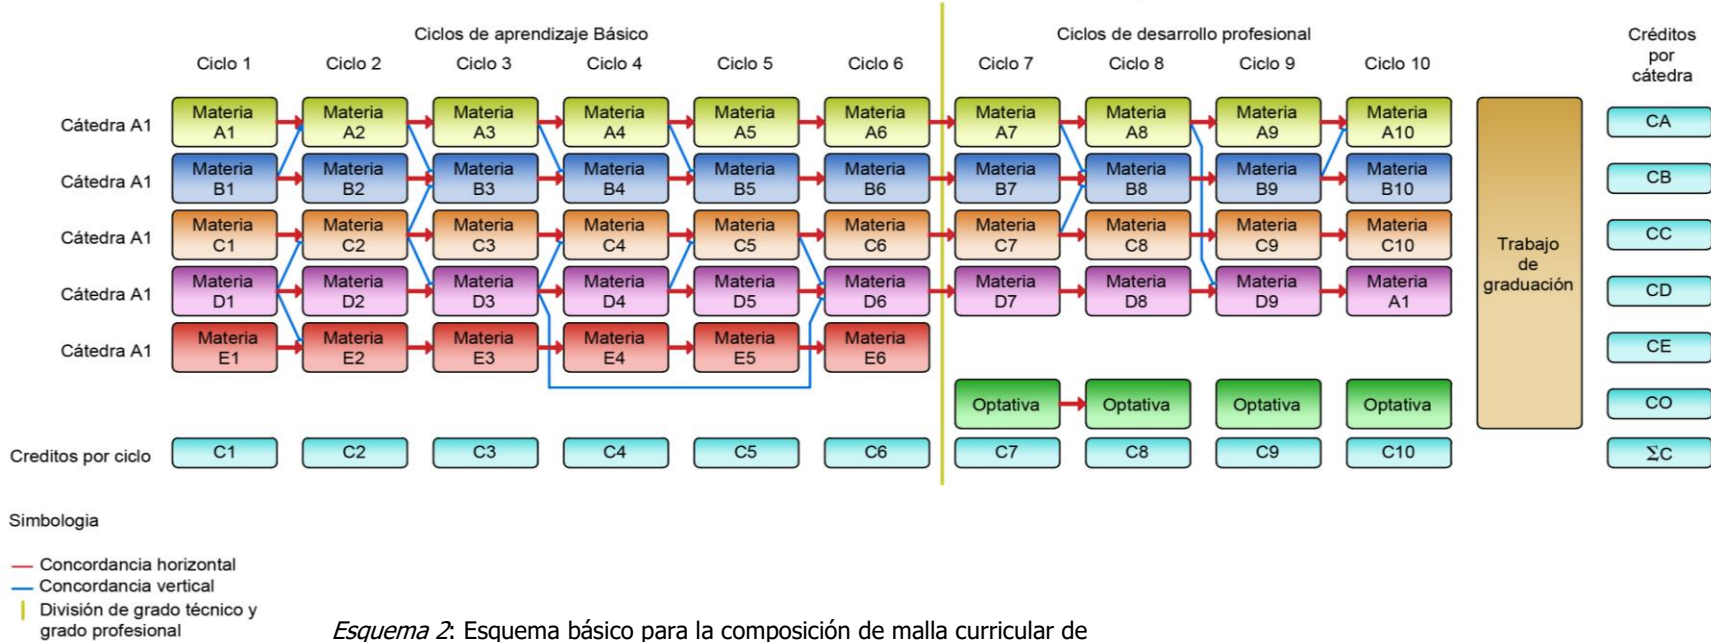 Ciclos de aprendizaje Básico
Ciclos de desarrollo profesional
Créditos
por
cátedra
Ciclo 1 Ciclo 2 Ciclo 3 Ciclo 4 Ciclo 5 Ciclo 6 Ciclo 7 Ciclo 8 Ciclo 9 Ciclo 10
Cátedra A1
Materia A1
Materia A2
Materia A3
Materia A4
Materia A5
Materia A6
Materia A7
Materia A8
Materia A9
Materia A10
CA
Cátedra A1
Materia B1
Materia B2
Materia B3
Materia B4
Materia B5
Materia B6
Materia B7
Materia B8
Materia B9
Materia B10
CB
Cátedra A1
Materia C1
Materia C2
Materia C3
Materia C4
Materia C5
Materia C6
Materia C7
Materia C8
Materia C9
Materia C10
CC
Cátedra A1
Materia D1
Materia D2
Materia D3
Materia D4
Materia D5
Materia D6
Materia D7
Materia D8
Materia D9
Materia A1
CD
Cátedra A1
Materia E1
Materia E2
Materia E3
Materia E4
Materia E5
Materia E6
CE
Trabajo
de
graduación
Optativa Optativa Optativa Optativa
CO
Creditos por ciclo C1 C2 C3 C4 C5 C6 C7 C8 C9 C10 ΣC
Simbologia
Concordancia horizontal
Concordancia vertical
División de grado técnico y
grado profesional
Esquema 2: Esquema básico para la composición de malla curricular de